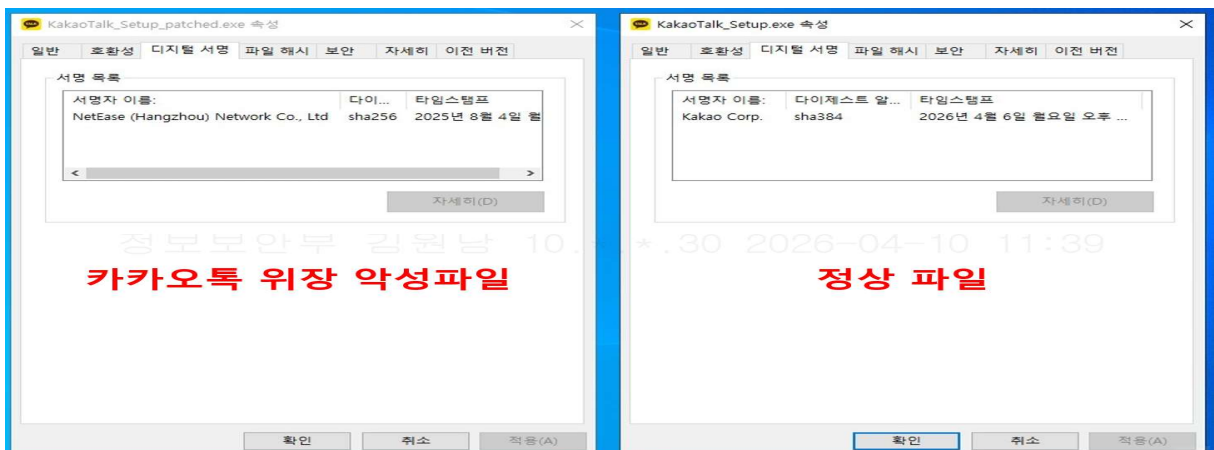 KakaoTalk_Setup_patched.exe 속성
일반 호환성 디지털 서명 파일 해시 보안 자세히 이전 버전
서명 목록
서명자 이름: 다이... 타임스탬프
NetEase (Hangzhou) Network Co., Ltd sha256 2025년 8월 4일 월
자세히(D)
카카오톡 위장 악성파일
확인 취소 적용(A)
KakaoTalk_Setup.exe 속성
일반 호환성 디지털 서명 파일 해시 보안 자세히 이전 버전
서명 목록
서명자 이름: 다이제스트 알... 타임스탬프
Kakao Corp. sha384 2026년 4월 6일 월요일 오후 ...
자세히(D)
정상 파일
확인 취소 적용(A)
정보보안부 김원남 10.*.*.30 2026-04-10 11:39